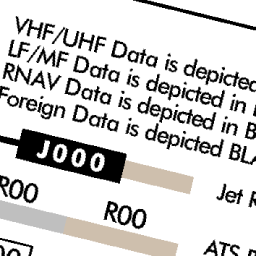 VHF/UHF Data is depicted
LF/MF Data is depicted in
RNAV Data is depicted in
Foreign Data is depicted
J000
Jet
R00
R00
ATS